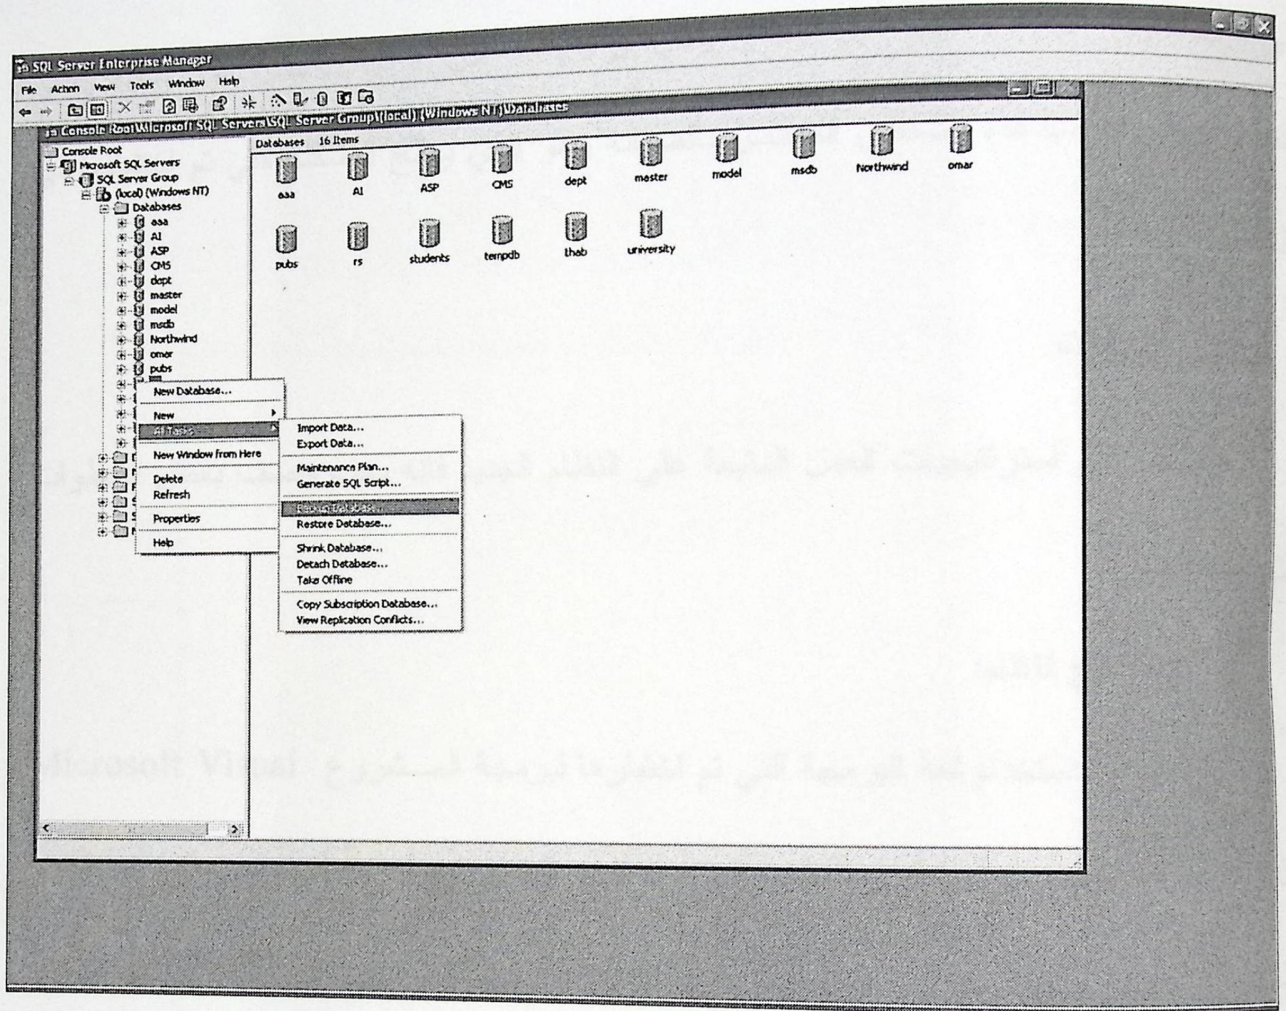 SQL Server Enterprise Manager
File Action View Tools Window Help
Console Root\Microsoft SQL Servers\SQL Server Group\(local) (Windows NT)\Databases
Console Root
Microsoft SQL Servers
SQL Server Group
(local) (Windows NT)
Databases
aaa
AI
ASP
CMS
dept
master
model
msdb
Northwind
omar
pubs
Databases 16 Items
aaa AI ASP CMS dept master model msdb Northwind omar
pubs rs students tempdb thab university
New Database...
New
All Tasks
New Window from Here
Delete
Refresh
Properties
Help
Import Data...
Export Data...
Maintenance Plan...
Generate SQL Script...
Backup Database...
Restore Database...
Shrink Database...
Detach Database...
Take Offline
Copy Subscription Database...
View Replication Conflicts...